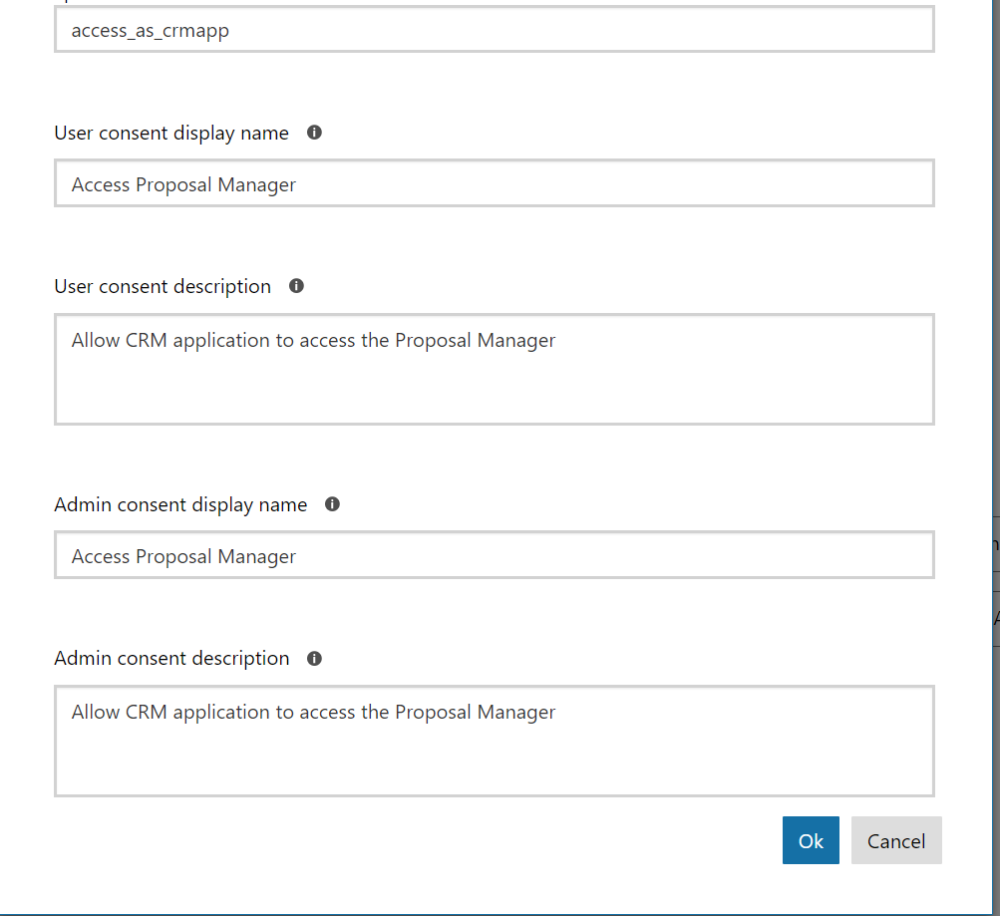 access_as_crmapp
User consent display name
Access Proposal Manager
User consent description
Allow CRM application to access the Proposal Manager
Admin consent display name
Access Proposal Manager
Admin consent description
Allow CRM application to access the Proposal Manager
Ok Cancel